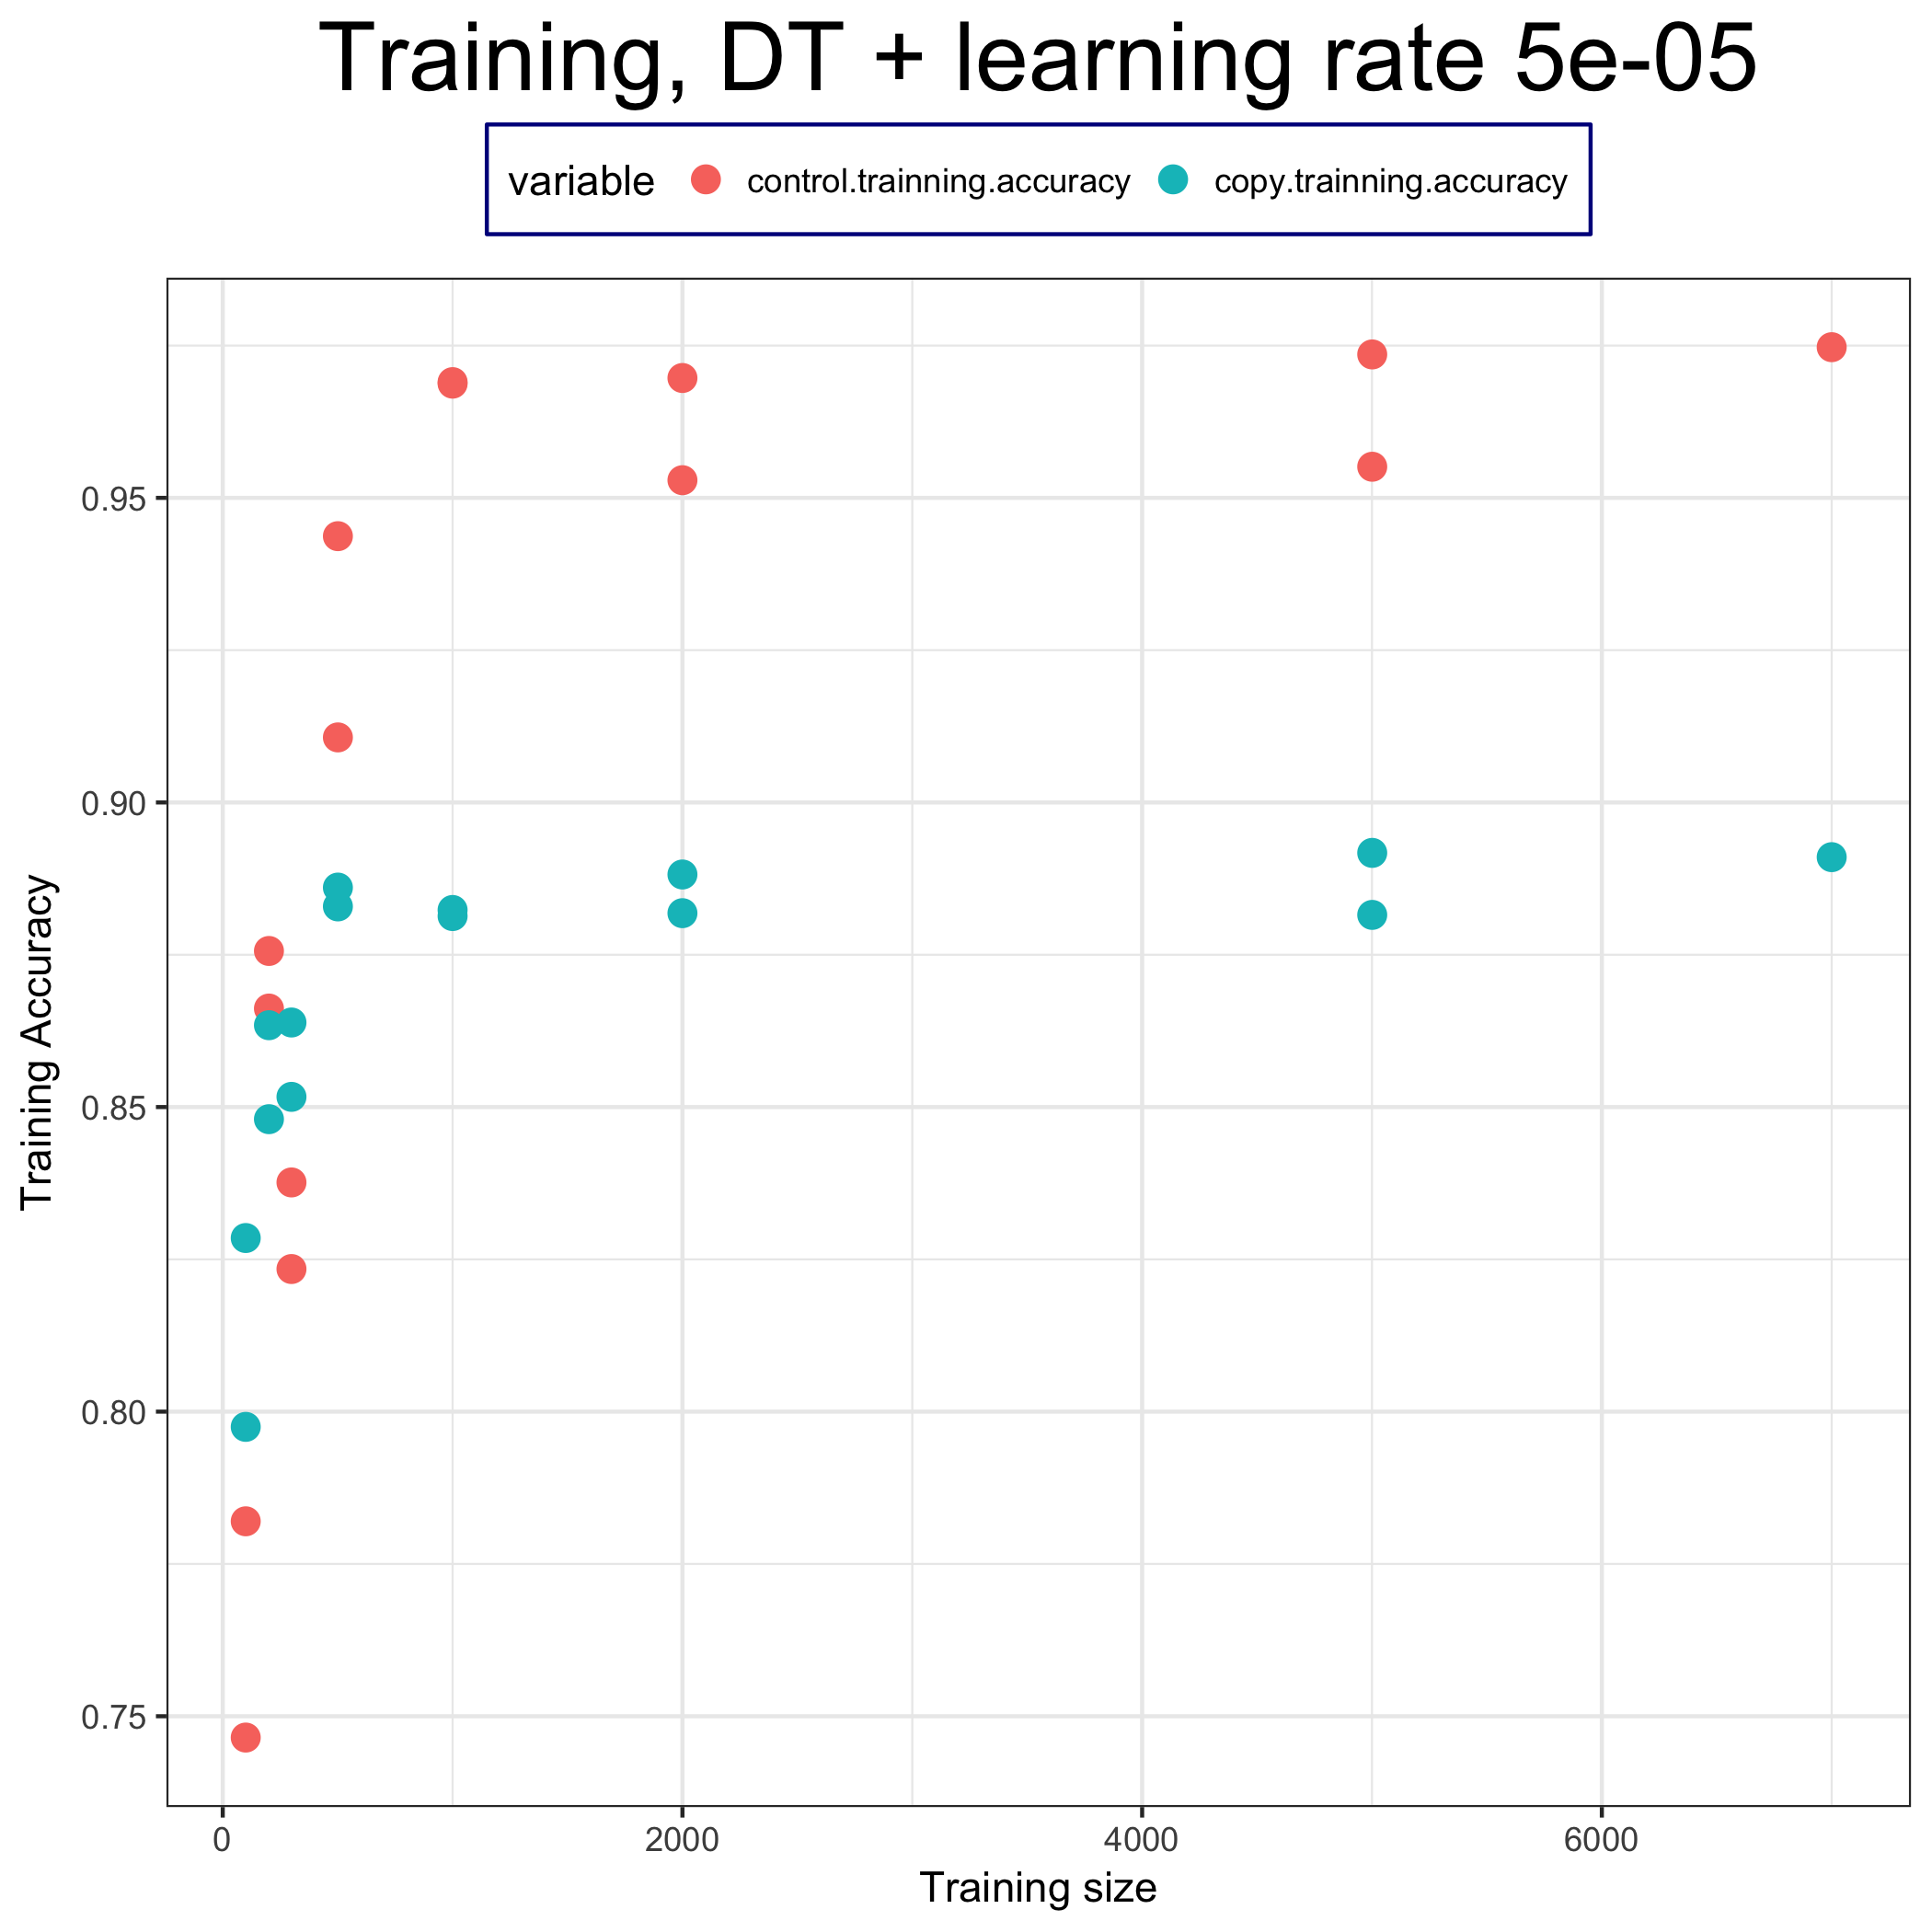 Training, DT + learning rate 5e-05
variable control.trainning.accuracy copy.trainning.accuracy
0.95
0.90
0.85
0.80
0.75
Training Accuracy
0 2000 4000 6000
Training size